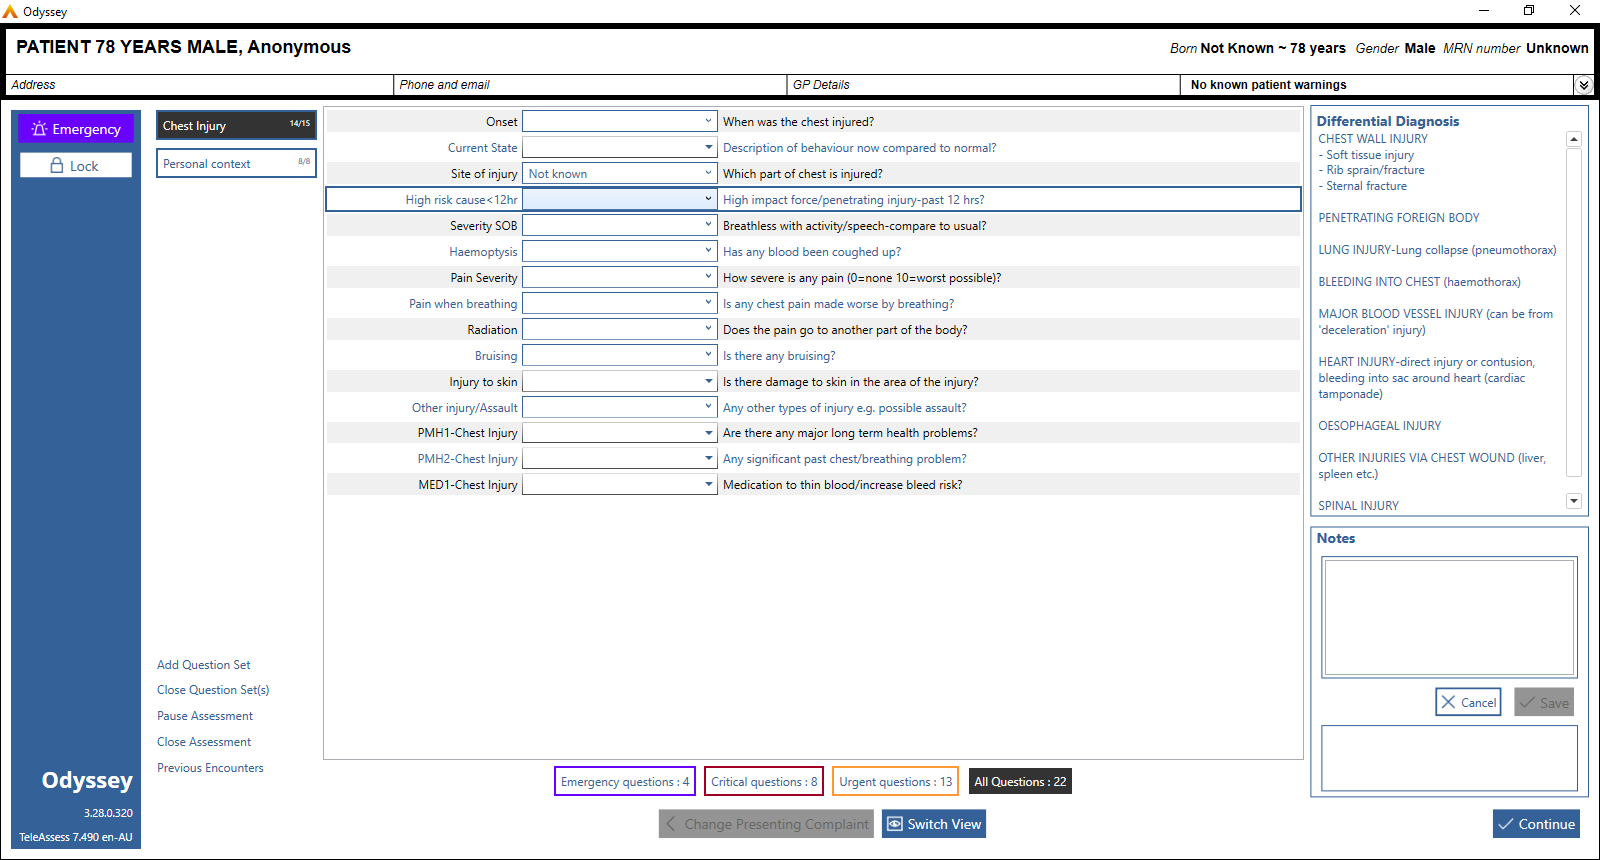 Odyssey
PATIENT 78 YEARS MALE, Anonymous
Born Not Known ~ 78 years Gender Male MRN number Unknown
Address
Phone and email
GP Details
No known patient warnings
Emergency
Lock
Chest Injury 14/15
Personal context 8/8
Onset When was the chest injured?
Current State Description of behaviour now compared to normal?
Site of injury Not known Which part of chest is injured?
High risk cause<12hr High impact force/penetrating injury-past 12 hrs?
Severity SOB Breathless with activity/speech-compare to usual?
Haemoptysis Has any blood been coughed up?
Pain Severity How severe is any pain (0=none 10=worst possible)?
Pain when breathing Is any chest pain made worse by breathing?
Radiation Does the pain go to another part of the body?
Bruising Is there any bruising?
Injury to skin Is there damage to skin in the area of the injury?
Other injury/Assault Any other types of injury e.g. possible assault?
PMH1-Chest Injury Are there any major long term health problems?
PMH2-Chest Injury Any significant past chest/breathing problem?
MED1-Chest Injury Medication to thin blood/increase bleed risk?
Differential Diagnosis
CHEST WALL INJURY
- Soft tissue injury
- Rib sprain/fracture
- Sternal fracture
PENETRATING FOREIGN BODY
LUNG INJURY-Lung collapse (pneumothorax)
BLEEDING INTO CHEST (haemothorax)
MAJOR BLOOD VESSEL INJURY (can be from
'deceleration' injury)
HEART INJURY-direct injury or contusion,
bleeding into sac around heart (cardiac
tamponade)
OESOPHAGEAL INJURY
OTHER INJURIES VIA CHEST WOUND (liver,
spleen etc.)
SPINAL INJURY
Notes
Cancel
Save
Add Question Set
Close Question Set(s)
Pause Assessment
Close Assessment
Previous Encounters
Odyssey
3.28.0.320
TeleAssess 7.490 en-AU
Emergency questions : 4
Critical questions : 8
Urgent questions : 13
All Questions : 22
Change Presenting Complaint
Switch View
Continue